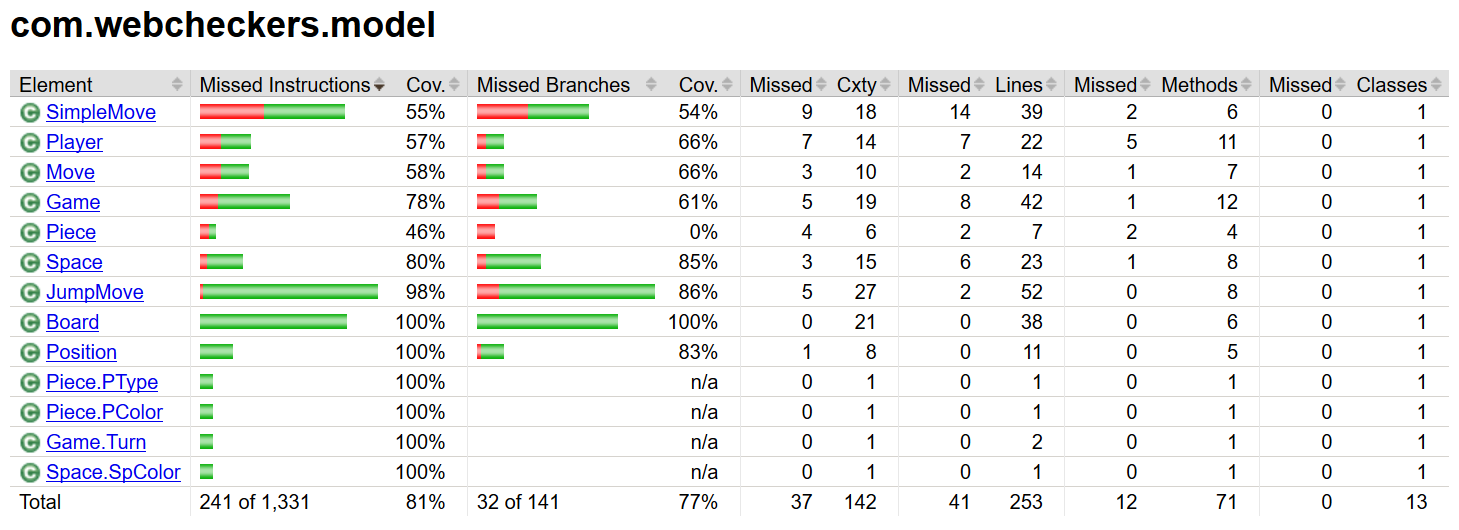 com.webcheckers.model
Element Missed Instructions Cov. Missed Branches Cov. Missed Cxty Missed Lines Missed Methods Missed Classes
C SimpleMove 55% 54% 9 18 14 39 2 6 0 1
C Player 57% 66% 7 14 7 22 5 11 0 1
C Move 58% 66% 3 10 2 14 1 7 0 1
C Game 78% 61% 5 19 8 42 1 12 0 1
C Piece 46% 0% 4 6 2 7 2 4 0 1
C Space 80% 85% 3 15 6 23 1 8 0 1
C JumpMove 98% 86% 5 27 2 52 0 8 0 1
C Board 100% 100% 0 21 0 38 0 6 0 1
C Position 100% 83% 1 8 0 11 0 5 0 1
C Piece.PType 100% n/a 0 1 0 1 0 1 0 1
C Piece.PColor 100% n/a 0 1 0 1 0 1 0 1
C Game.Turn 100% n/a 0 1 0 2 0 1 0 1
C Space.SpColor 100% n/a 0 1 0 1 0 1 0 1
Total 241 of 1,331 81% 32 of 141 77% 37 142 41 253 12 71 0 13